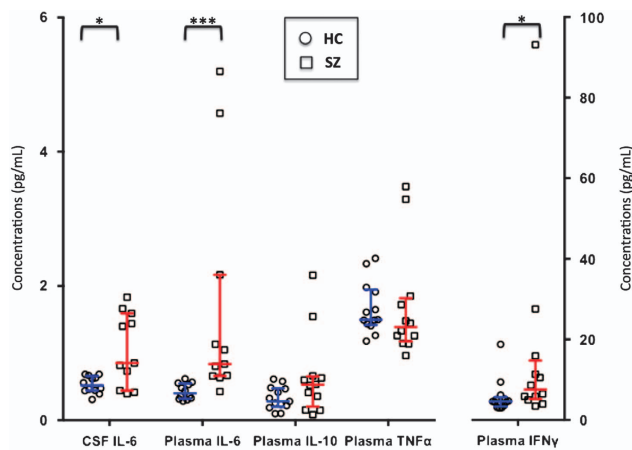 * *** *
6 100
HC
SZ
80
4
60
40
2
20
0 0
Concentrations (pg/mL)
Concentrations (pg/mL)
CSF IL-6 Plasma IL-6 Plasma IL-10 Plasma TNFα Plasma IFNγ